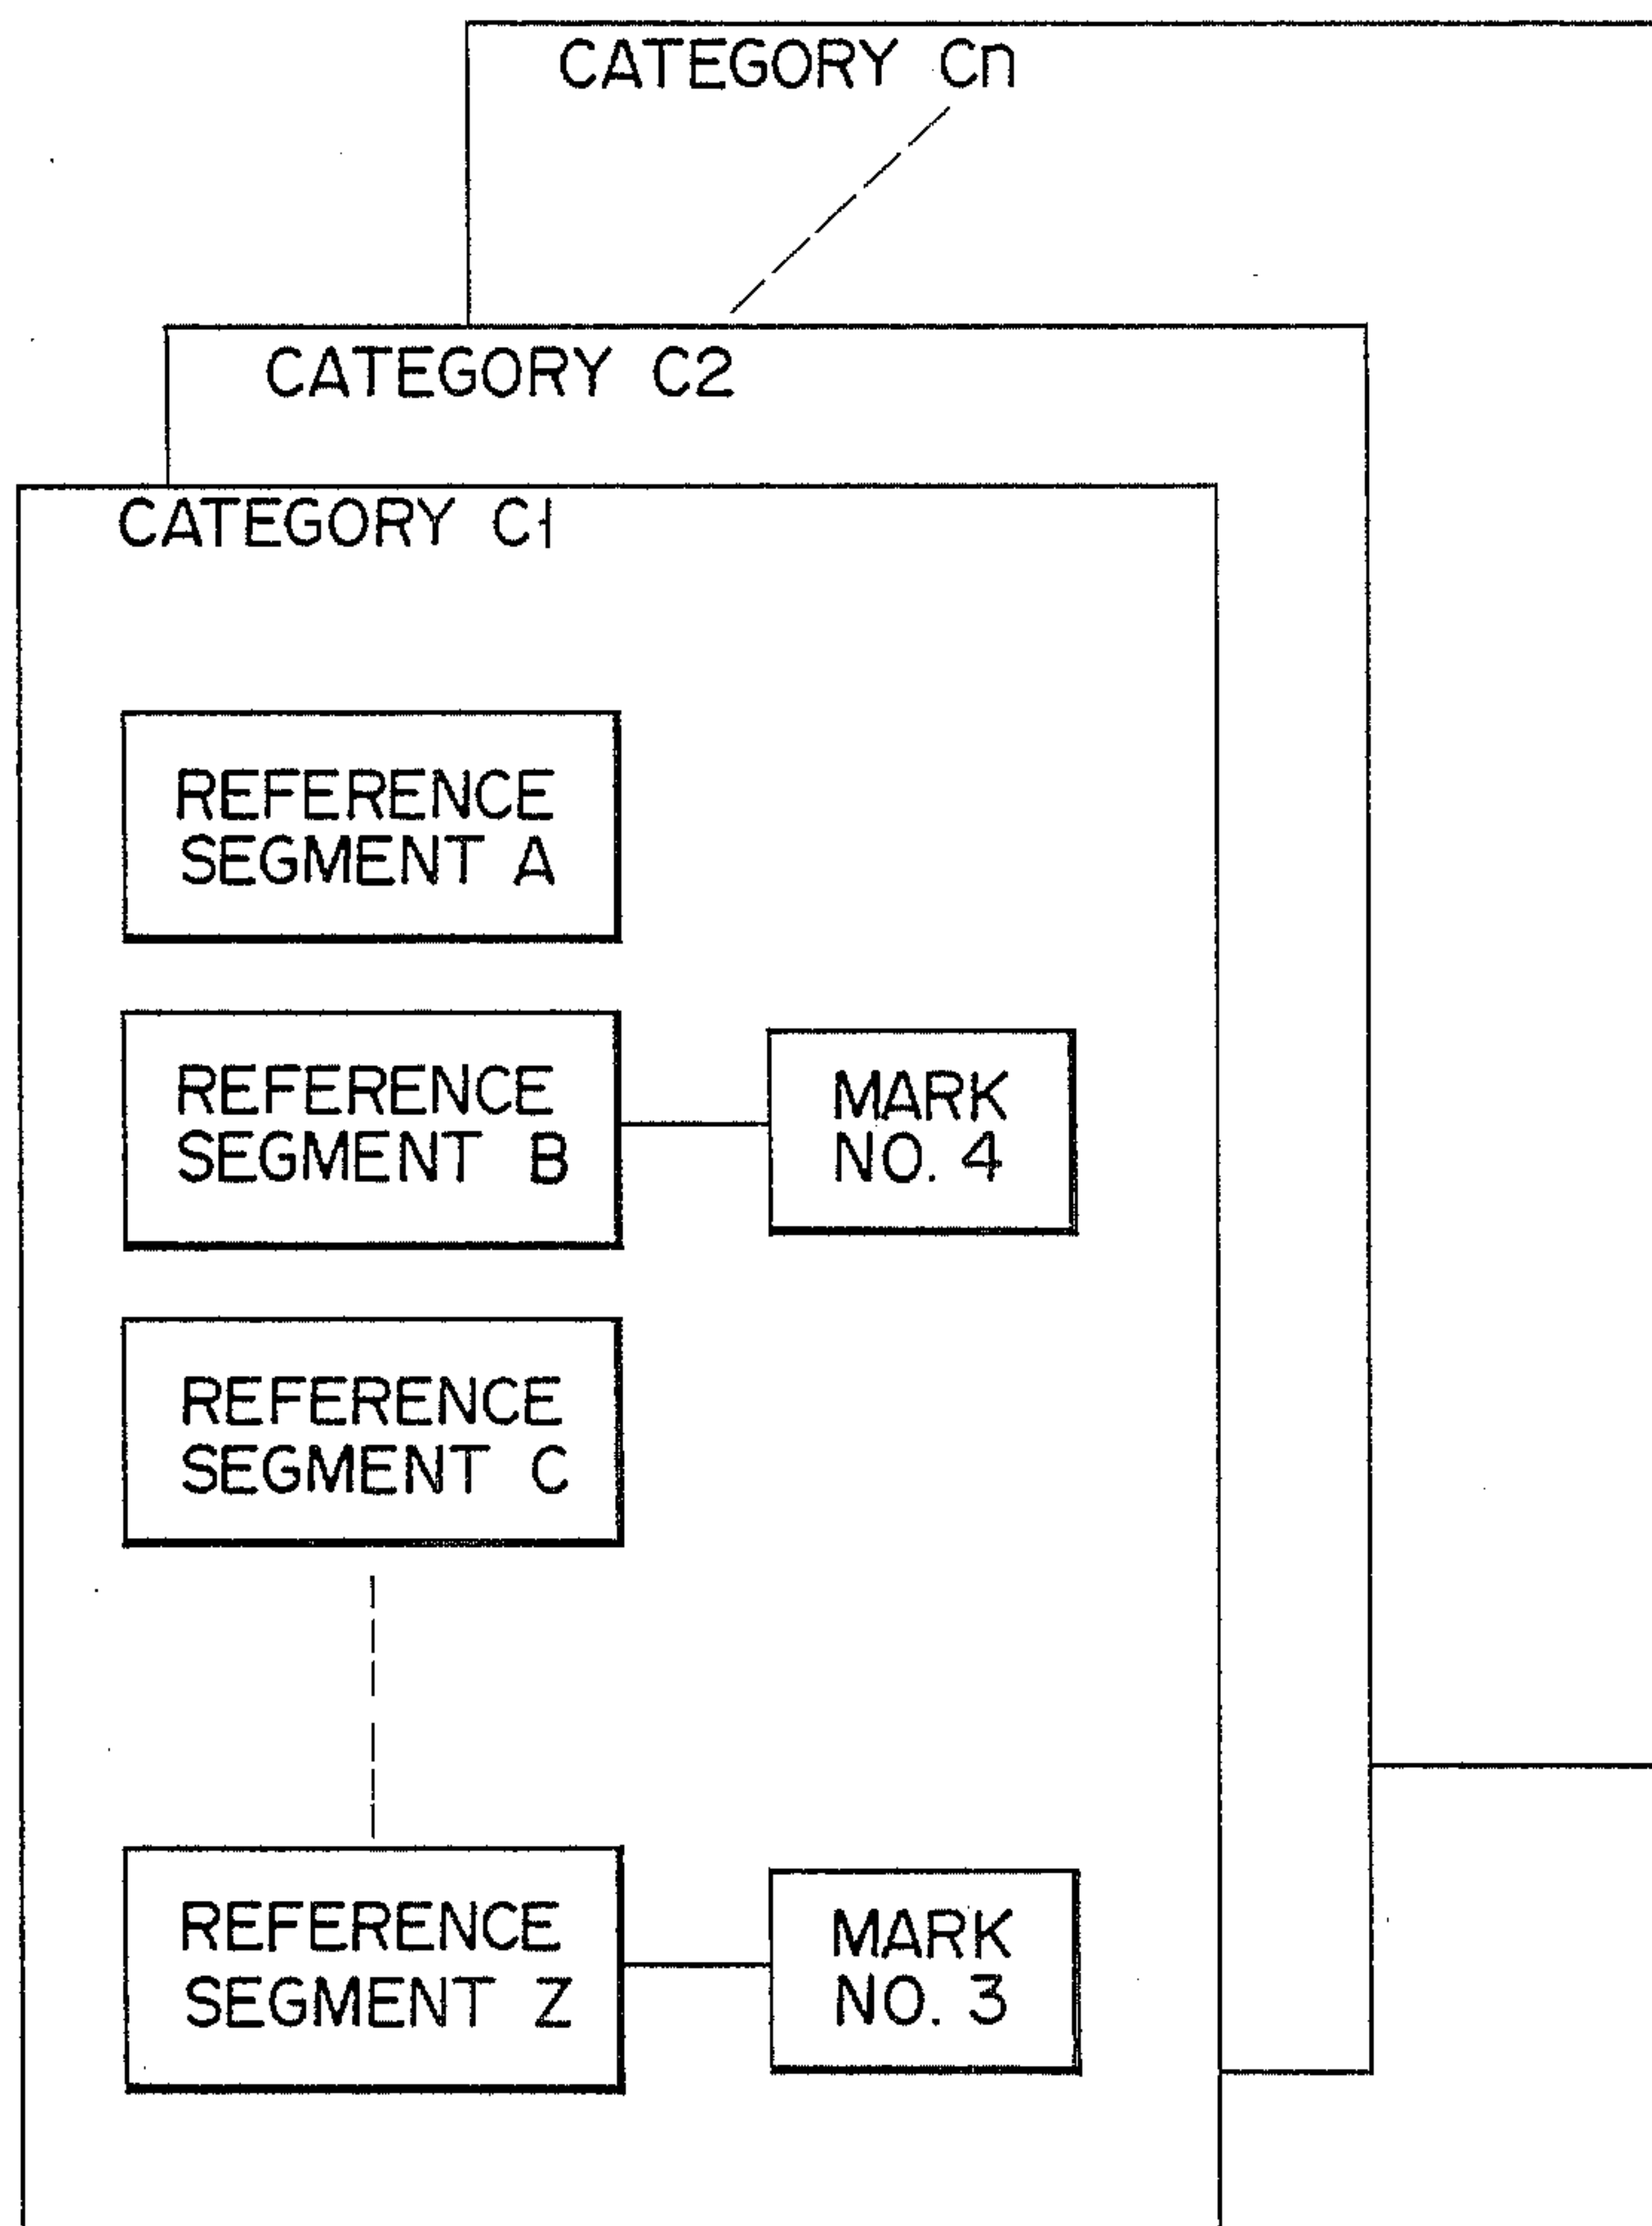 CATEGORY Cn
CATEGORY C2
CATEGORY C1
REFERENCE
SEGMENT A
REFERENCE
SEGMENT B
MARK
NO. 4
REFERENCE
SEGMENT C
REFERENCE
SEGMENT Z
MARK
NO. 3